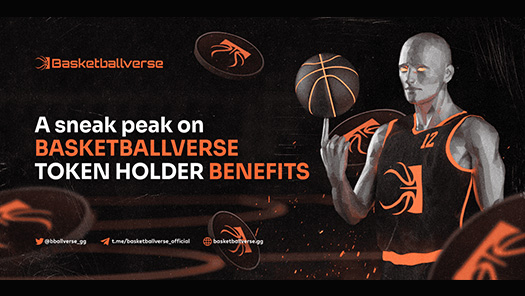 Basketballverse
A sneak peak on
BASKETBALLVERSE
TOKEN HOLDER BENEFITS
@bballverse_gg t.me/basketballverse_official basketballverse.gg
12